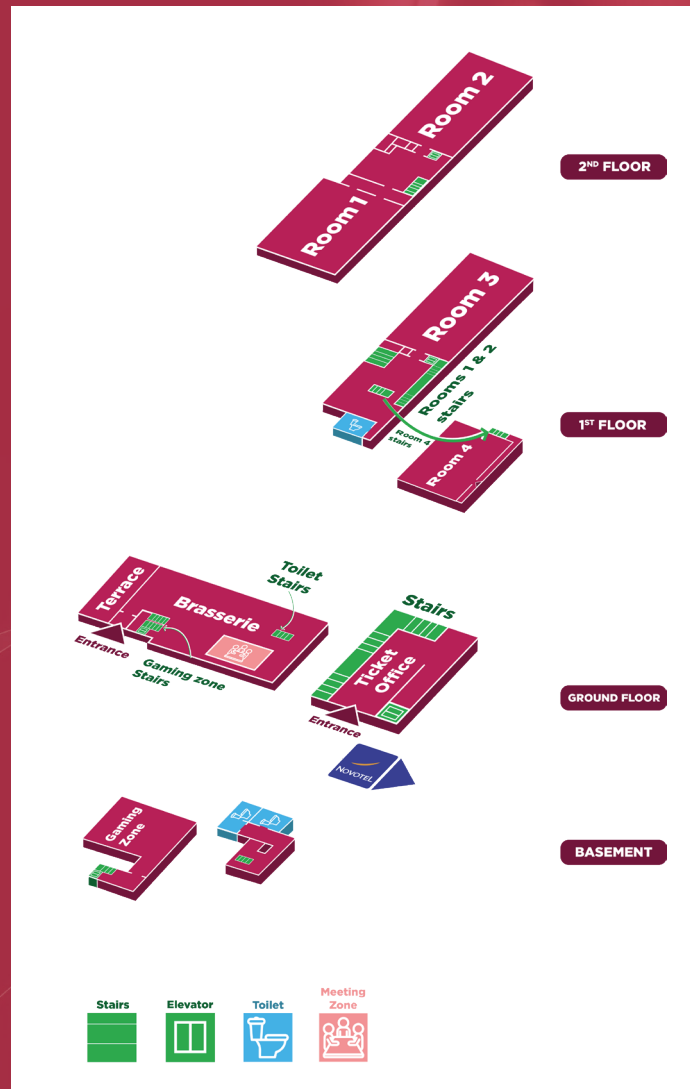 Room 2
Room 1
2ND FLOOR
Room 3
Rooms 1 & 2
stairs
Room 4
stairs
Room 4
1ST FLOOR
Terrace
Brasserie
Toilet
Stairs
Entrance
Gaming zone
Stairs
Stairs
Ticket
Office
Entrance
GROUND FLOOR
NOVOTEL
Gaming
Zone
BASEMENT
Stairs
Elevator
Toilet
Meeting
Zone